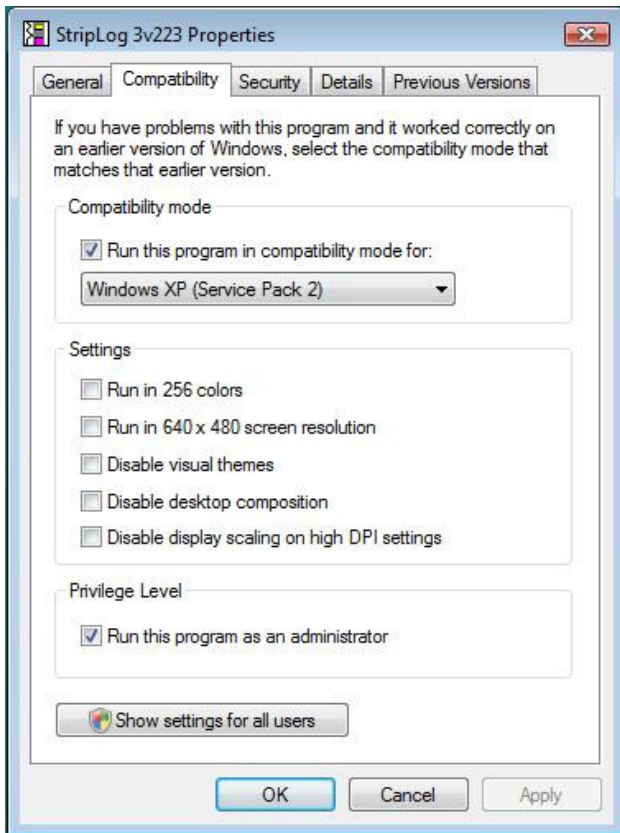 StripLog 3v223 Properties
General Compatibility Security Details Previous Versions
If you have problems with this program and it worked correctly on
an earlier version of Windows, select the compatibility mode that
matches that earlier version.
Compatibility mode
Run this program in compatibility mode for:
Windows XP (Service Pack 2)
Settings
Run in 256 colors
Run in 640 x 480 screen resolution
Disable visual themes
Disable desktop composition
Disable display scaling on high DPI settings
Privilege Level
Run this program as an administrator
Show settings for all users
OK Cancel Apply